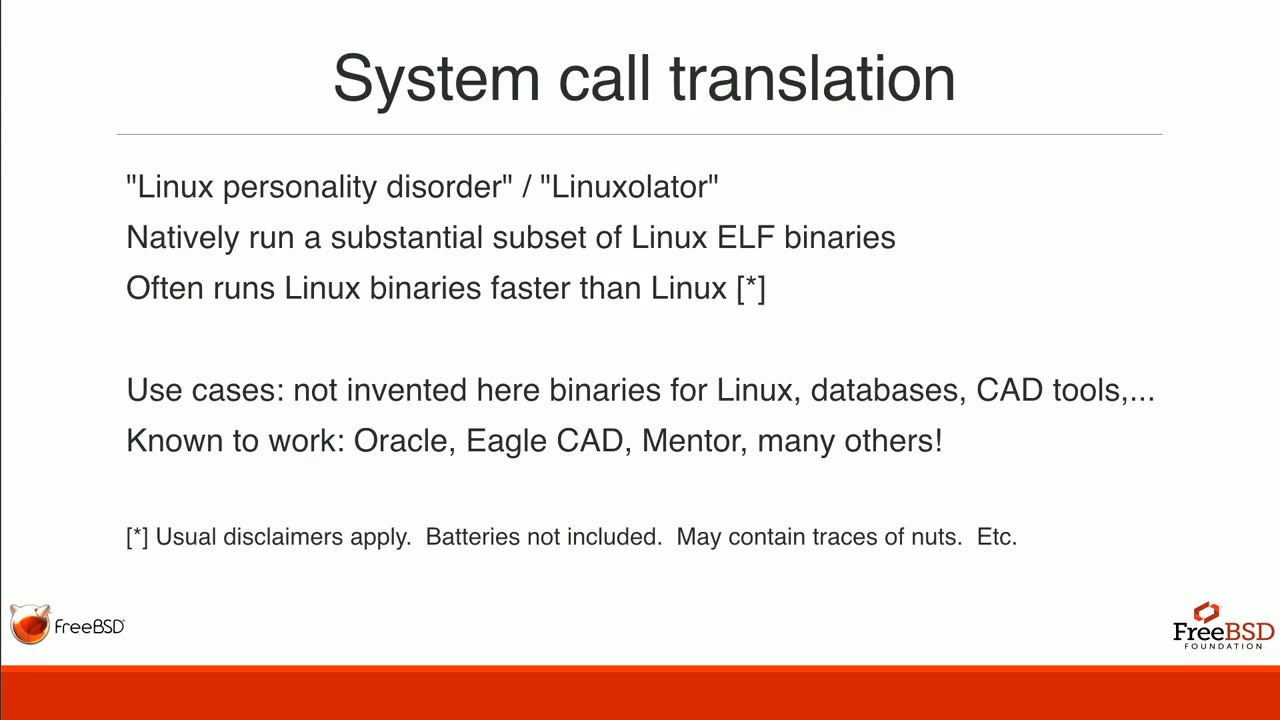 System call translation
"Linux personality disorder" / "Linuxolator"
Natively run a substantial subset of Linux ELF binaries
Often runs Linux binaries faster than Linux [*]
Use cases: not invented here binaries for Linux, databases, CAD tools,...
Known to work: Oracle, Eagle CAD, Mentor, many others!
[*] Usual disclaimers apply.  Batteries not included.  May contain traces of nuts.  Etc.
FreeBSD
FreeBSD
FOUNDATION